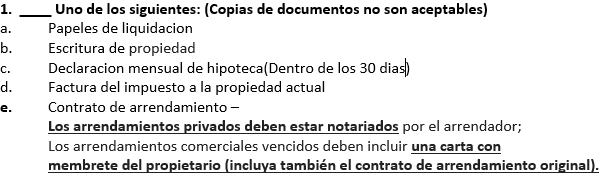 1. ____ Uno de los siguientes: (Copias de documentos no son aceptables)
a. Papeles de liquidacion
b. Escritura de propiedad
c. Declaracion mensual de hipoteca(Dentro de los 30 dias)
d. Factura del impuesto a la propiedad actual
e. Contrato de arrendamiento –
Los arrendamientos privados deben estar notariados por el arrendador;
Los arrendamientos comerciales vencidos deben incluir una carta con
membrete del propietario (incluya también el contrato de arrendamiento original).